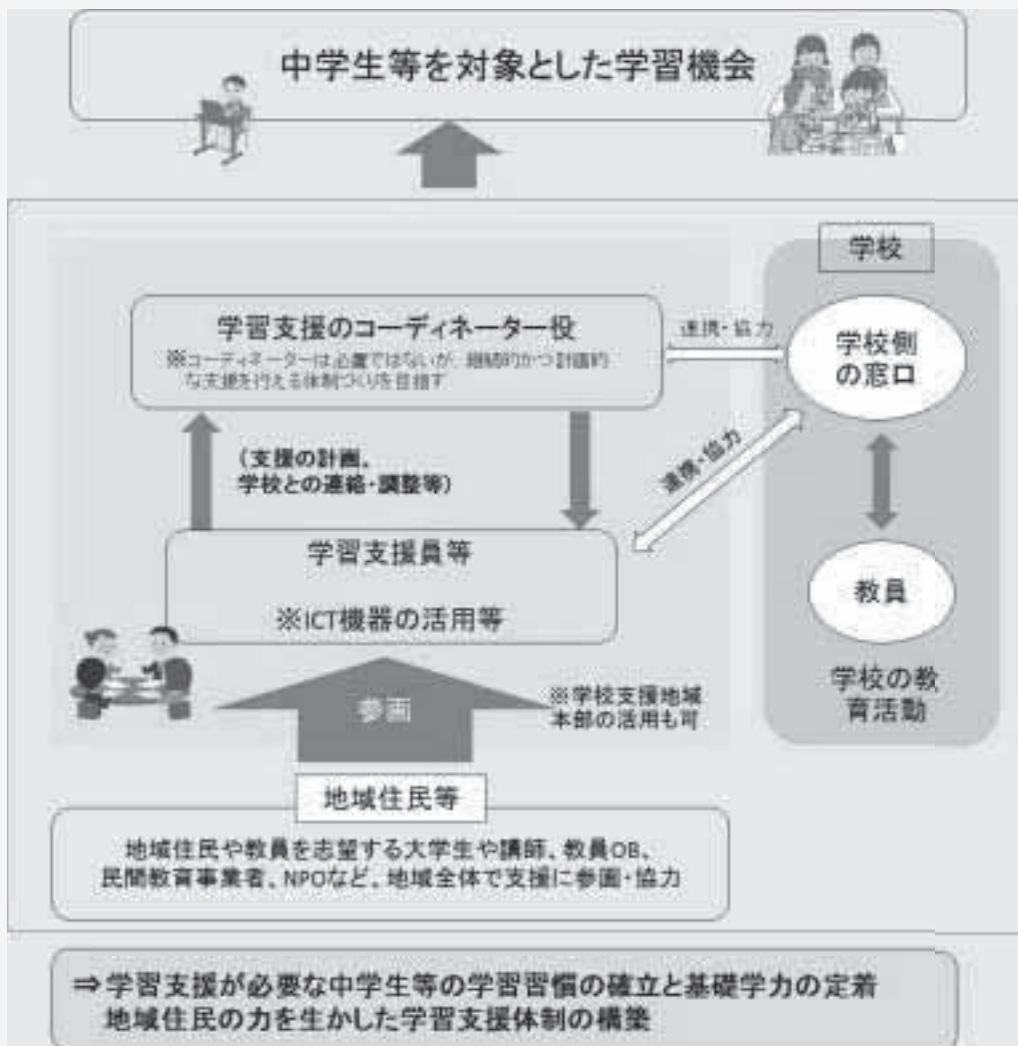 中学生等を対象とした学習機会
学校
学習支援のコーディネーター役
※コーディネーターは必置ではないが、継続的かつ計画的
な支援を行える体制づくりを目指す
連携・協力
学校側
の窓口
(支援の計画、
学校との連絡・調整等)
連携・協力
学習支援員等
※ICT機器の活用等
教員
学校の教
育活動
参画
※学校支援地域
本部の活用も可
地域住民等
地域住民や教員を志望する大学生や講師、教員OB、
民間教育事業者、NPOなど、地域全体で支援に参画・協力
⇒学習支援が必要な中学生等の学習習慣の確立と基礎学力の定着
地域住民の力を生かした学習支援体制の構築